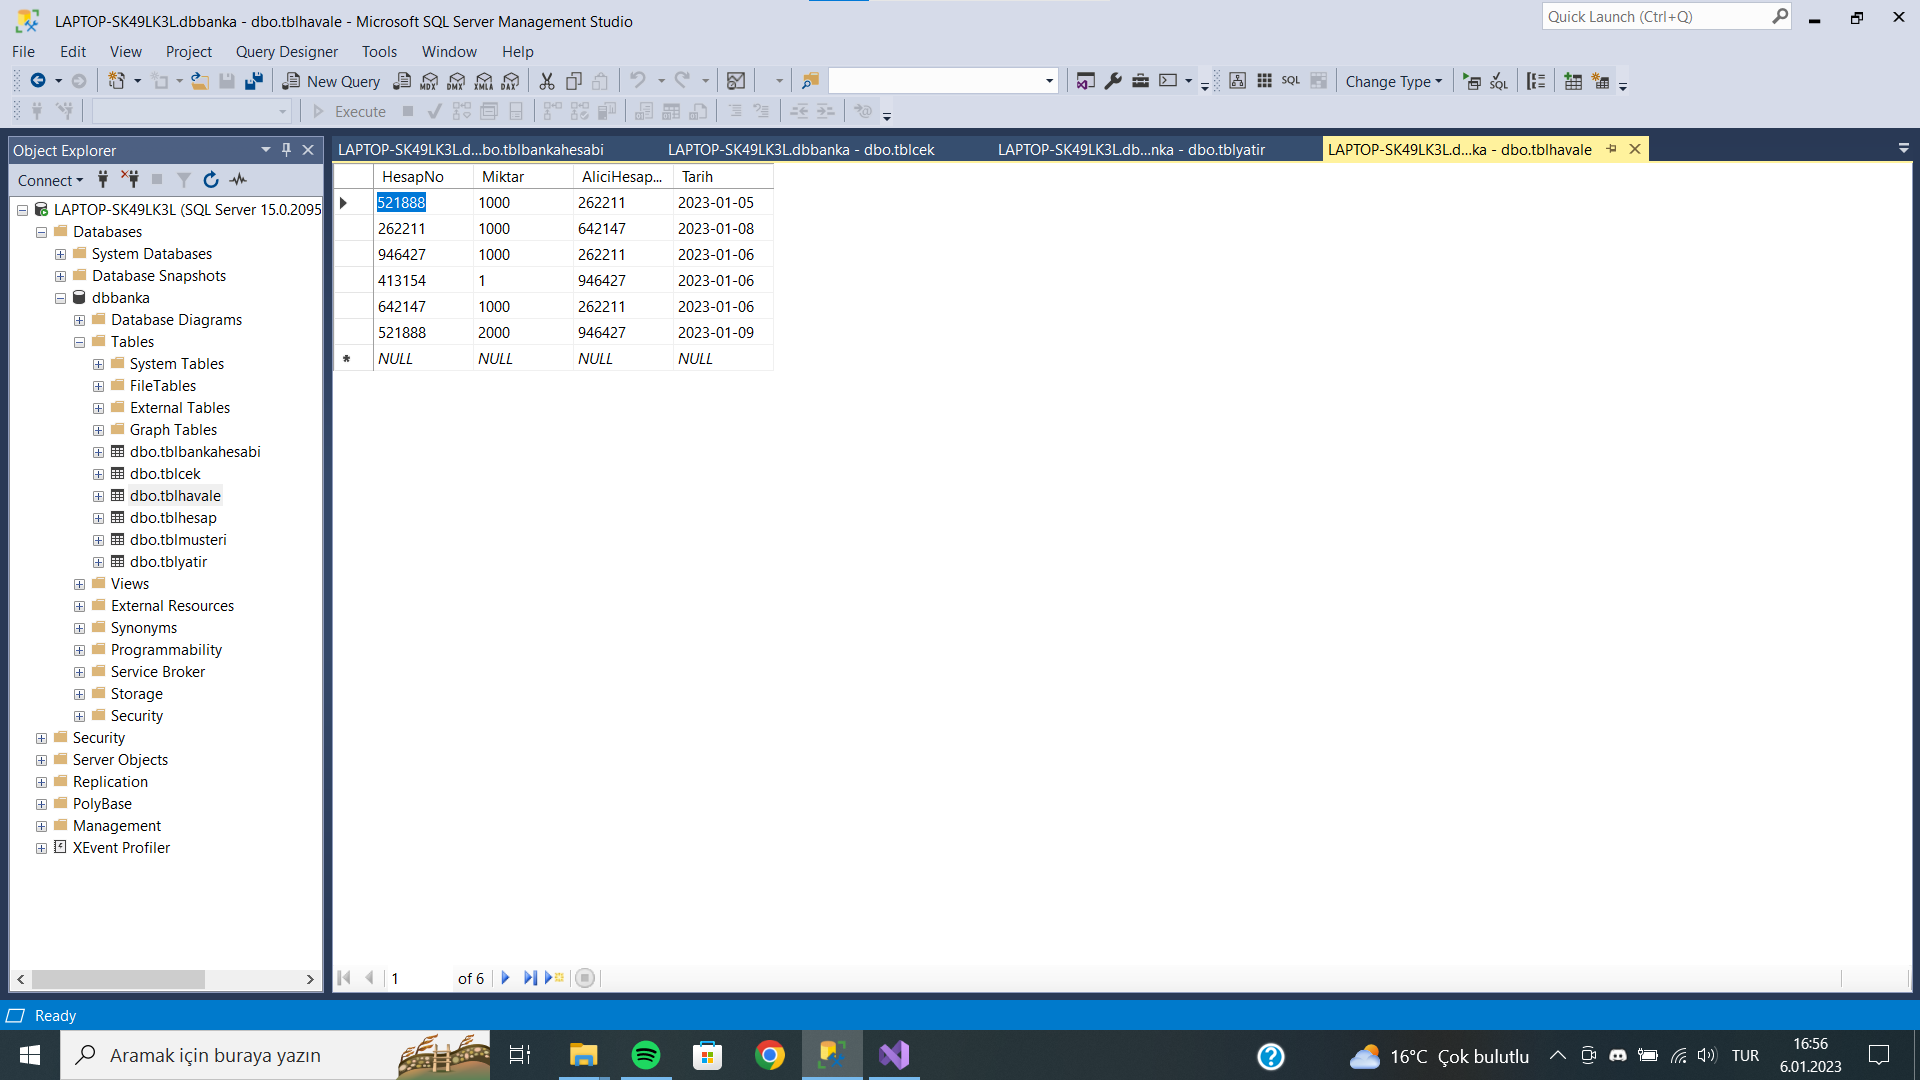 LAPTOP-SK49LK3L.dbbanka - dbo.tblhavale - Microsoft SQL Server Management Studio
Quick Launch (Ctrl+Q)
File Edit View Project Query Designer Tools Window Help
New Query MDX DMX XMLA DAX SQL Change Type SQL
Execute
Object Explorer
LAPTOP-SK49LK3L.d...bo.tblbankahesabi LAPTOP-SK49LK3L.dbbanka - dbo.tblcek LAPTOP-SK49LK3L.db...nka - dbo.tblyatir LAPTOP-SK49LK3L.d...ka - dbo.tblhavale
Connect
HesapNo Miktar AliciHesap... Tarih
521888 1000 262211 2023-01-05
262211 1000 642147 2023-01-08
946427 1000 262211 2023-01-06
413154 1 946427 2023-01-06
642147 1000 262211 2023-01-06
521888 2000 946427 2023-01-09
NULL NULL NULL NULL
LAPTOP-SK49LK3L (SQL Server 15.0.2095
Databases
System Databases
Database Snapshots
dbbanka
Database Diagrams
Tables
System Tables
FileTables
External Tables
Graph Tables
dbo.tblbankahesabi
dbo.tblcek
dbo.tblhavale
dbo.tblhesap
dbo.tblmusteri
dbo.tblyatir
Views
External Resources
Synonyms
Programmability
Service Broker
Storage
Security
Security
Server Objects
Replication
PolyBase
Management
XEvent Profiler
1 of 6
Ready
Aramak için buraya yazın
16°C Çok bulutlu
TUR
16:56
6.01.2023